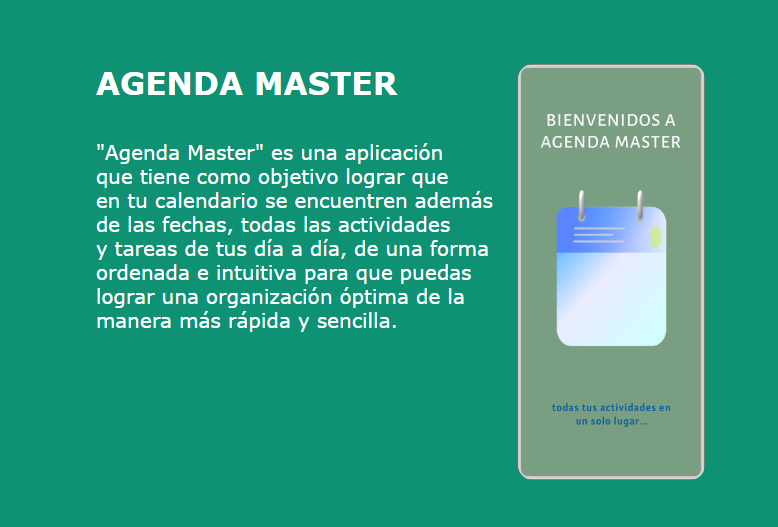 AGENDA MASTER
"Agenda Master" es una aplicación
que tiene como objetivo lograr que
en tu calendario se encuentren además
de las fechas, todas las actividades
y tareas de tus día a día, de una forma
ordenada e intuitiva para que puedas
lograr una organización óptima de la
manera más rápida y sencilla.
BIENVENIDOS A
AGENDA MASTER
todas tus actividades en
un solo lugar...